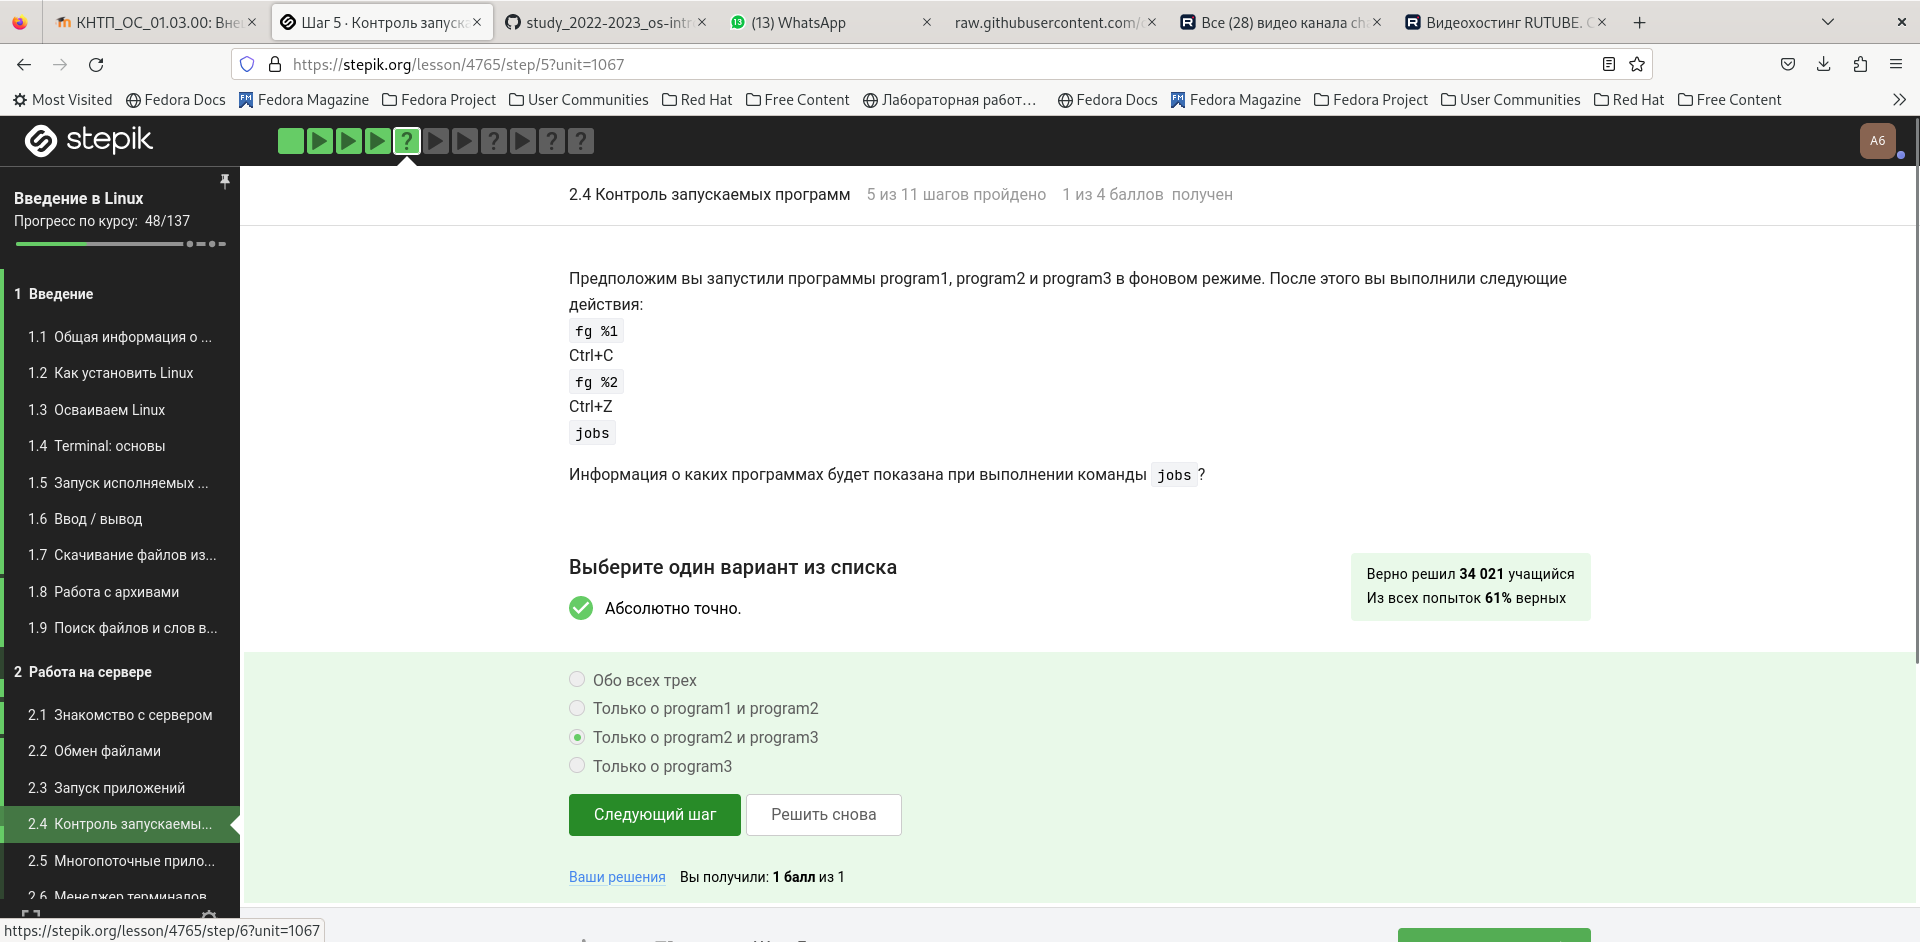 КНТП_ОС_01.03.00: Вне
Шаг 5 · Контроль запуска
study_2022-2023_os-intr
(13) WhatsApp
raw.githubusercontent.com/
Все (28) видео канала
Видеохостинг RUTUBE.
https://stepik.org/lesson/4765/step/5?unit=1067
Most Visited
Fedora Docs
Fedora Magazine
Fedora Project
User Communities
Red Hat
Free Content
Лабораторная работ...
Fedora Docs
Fedora Magazine
Fedora Project
User Communities
Red Hat
Free Content
stepik
А6
Введение в Linux
Прогресс по курсу: 48/137
1 Введение
1.1 Общая информация о ...
1.2 Как установить Linux
1.3 Осваиваем Linux
1.4 Terminal: основы
1.5 Запуск исполняемых ...
1.6 Ввод / вывод
1.7 Скачивание файлов из...
1.8 Работа с архивами
1.9 Поиск файлов и слов в...
2 Работа на сервере
2.1 Знакомство с сервером
2.2 Обмен файлами
2.3 Запуск приложений
2.4 Контроль запускаемы...
2.5 Многопоточные прило...
2.6 Менеджер терминалов
2.4 Контроль запускаемых программ 5 из 11 шагов пройдено 1 из 4 баллов получен
Предположим вы запустили программы program1, program2 и program3 в фоновом режиме. После этого вы выполнили следующие
действия:
fg %1
Ctrl+C
fg %2
Ctrl+Z
jobs
Информация о каких программах будет показана при выполнении команды jobs ?
Выберите один вариант из списка
Абсолютно точно.
Верно решил 34 021 учащийся
Из всех попыток 61% верных
Обо всех трех
Только о program1 и program2
Только о program2 и program3
Только о program3
Следующий шаг
Решить снова
Ваши решения Вы получили: 1 балл из 1
https://stepik.org/lesson/4765/step/6?unit=1067